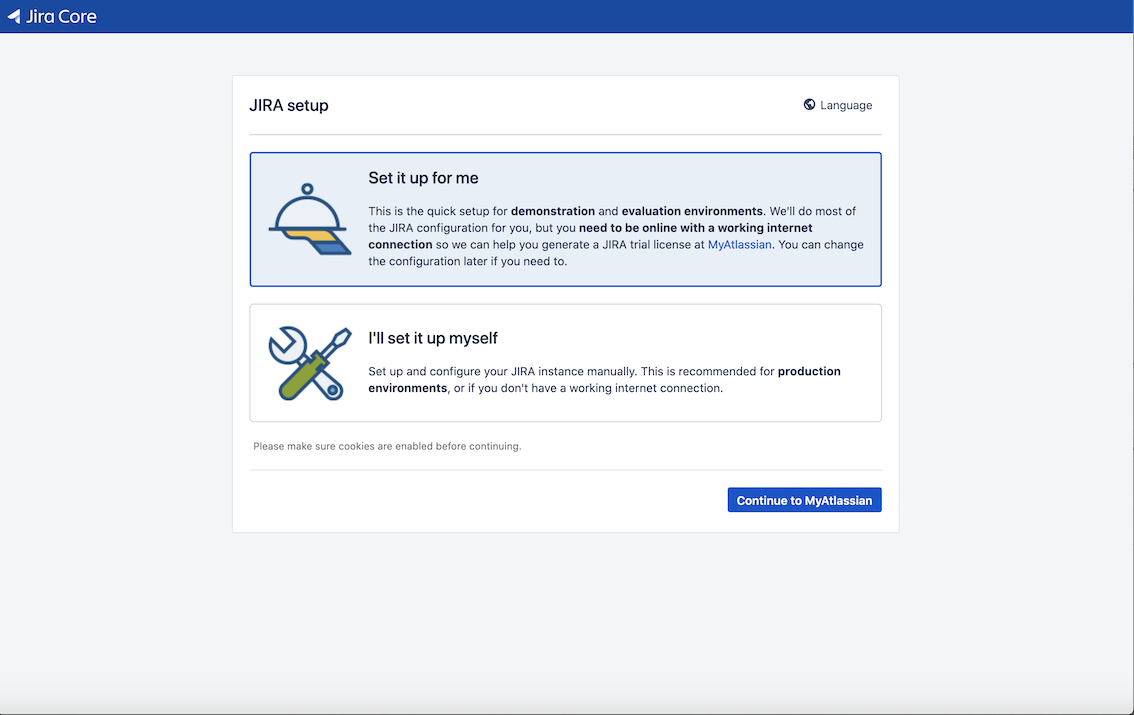 Jira Core
JIRA setup
Language
Set it up for me
This is the quick setup for demonstration and evaluation environments. We'll do most of
the JIRA configuration for you, but you need to be online with a working internet
connection so we can help you generate a JIRA trial license at MyAtlassian. You can change
the configuration later if you need to.
I'll set it up myself
Set up and configure your JIRA instance manually. This is recommended for production
environments, or if you don't have a working internet connection.
Please make sure cookies are enabled before continuing.
Continue to MyAtlassian